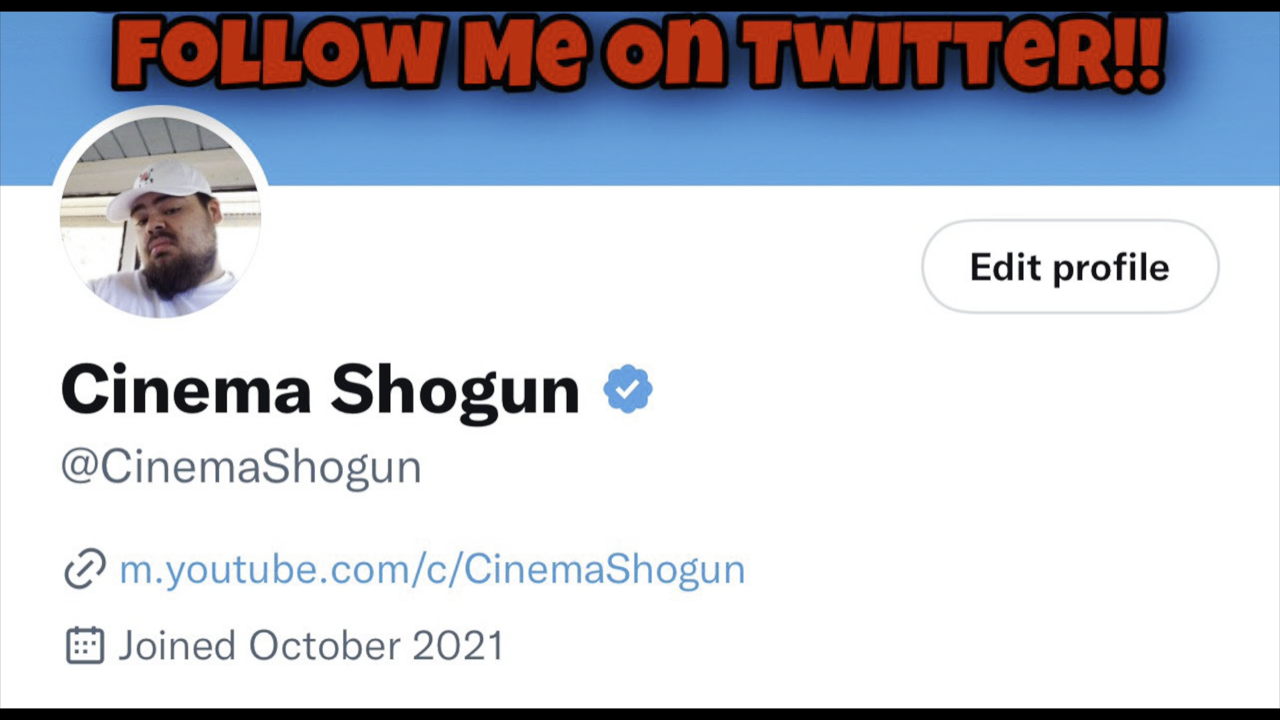 FOLLOW Me On TWITTeR!!
Edit profile
Cinema Shogun
@CinemaShogun
m.youtube.com/c/CinemaShogun
Joined October 2021